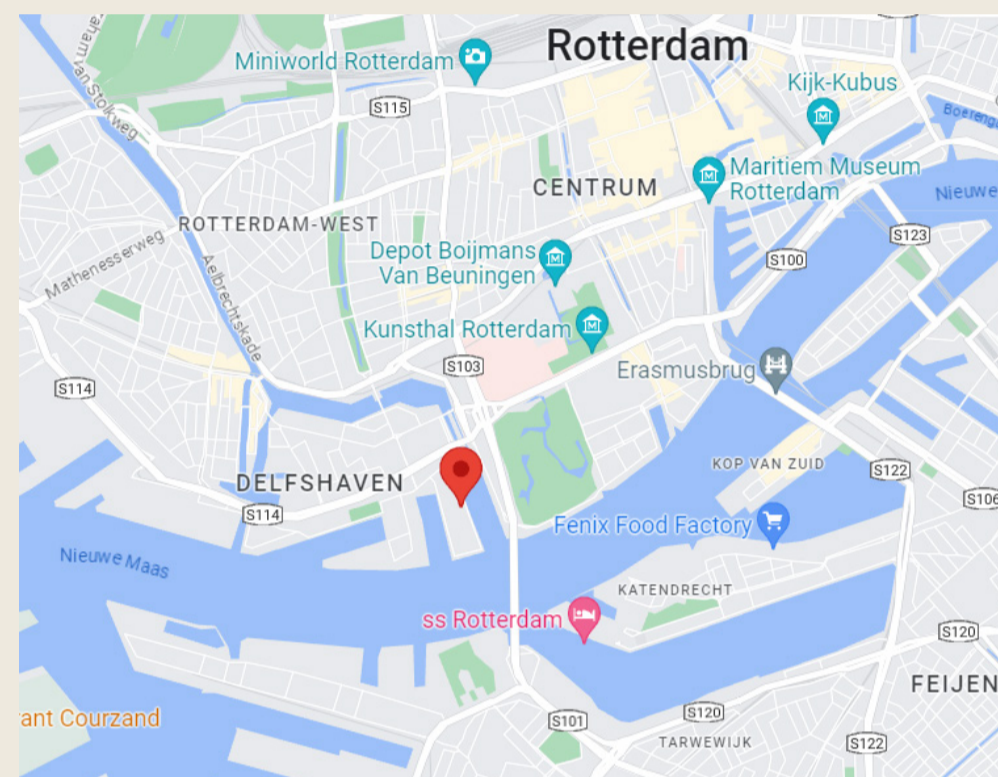 Rotterdam
Miniworld Rotterdam
Kijk-Kubus
S115
Maritiem Museum
Rotterdam
CENTRUM
Nieuwe
ROTTERDAM-WEST
S123
Depot Boijmans
Van Beuningen
S100
Mathenesserweg
Aelbrechtskade
Kunsthal Rotterdam
S103
Erasmusbrug
S114
DELFSHAVEN
KOP VAN ZUID
S122
S106
S114
Fenix Food Factory
Nieuwe Maas
KATENDRECHT
ss Rotterdam
S120
FEIJEN
ant Courzand
S101
S120
TARWEWIJK
S122